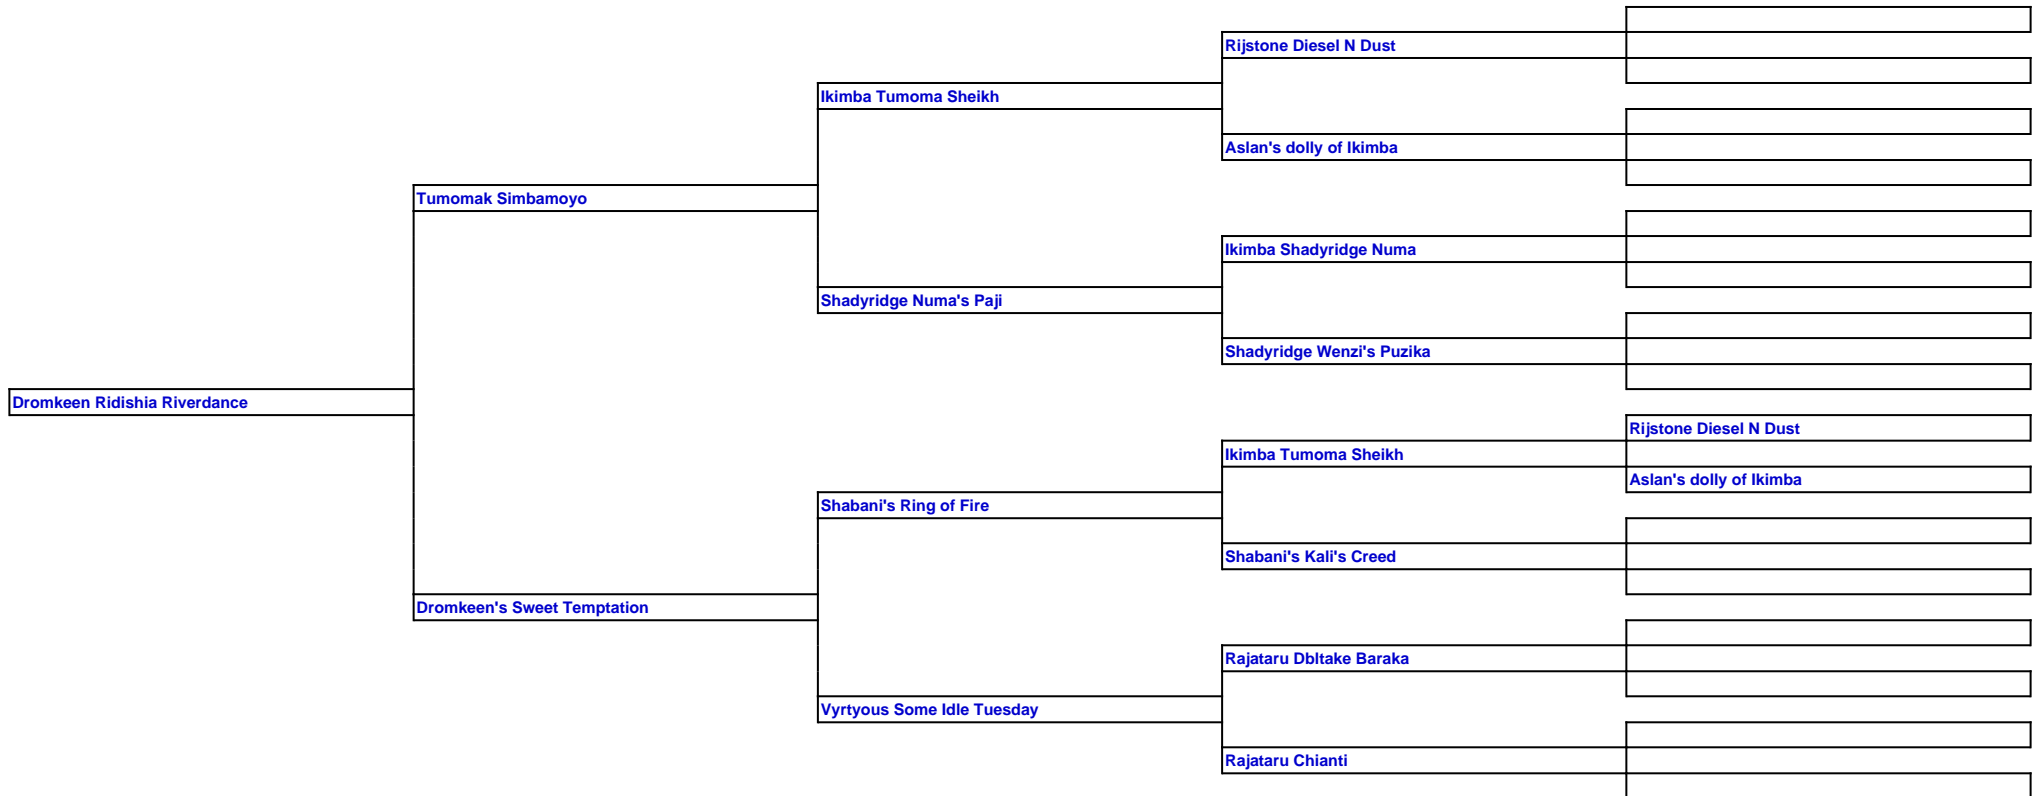 Rijstone Diesel N Dust
Ikimba Tumoma Sheikh
Aslan's dolly of Ikimba
Tumomak Simbamoyo
Ikimba Shadyridge Numa
Shadyridge Numa's Paji
Shadyridge Wenzi's Puzika
Dromkeen Ridishia Riverdance
Rijstone Diesel N Dust
Ikimba Tumoma Sheikh
Aslan's dolly of Ikimba
Shabani's Ring of Fire
Shabani's Kali's Creed
Dromkeen's Sweet Temptation
Rajataru Dbltake Baraka
Vyrtyous Some Idle Tuesday
Rajataru Chianti